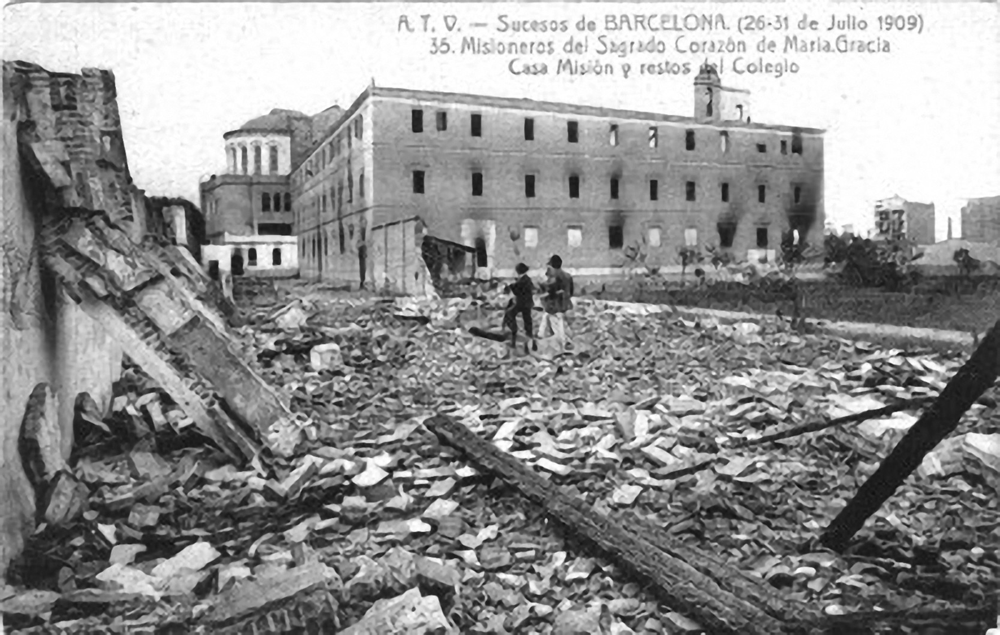 A. T. V. — Sucesos de BARCELONA. (26-31 de Julio 1909)
35. Misioneros del Sagrado Corazón de Maria. Gracia
Casa Misión y restos del Colegio